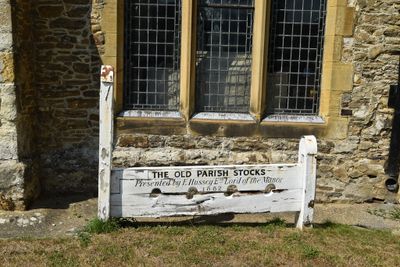 THE OLD PARISH STOCKS
Presented by E Hussey Esq Lord of the Manor
1862